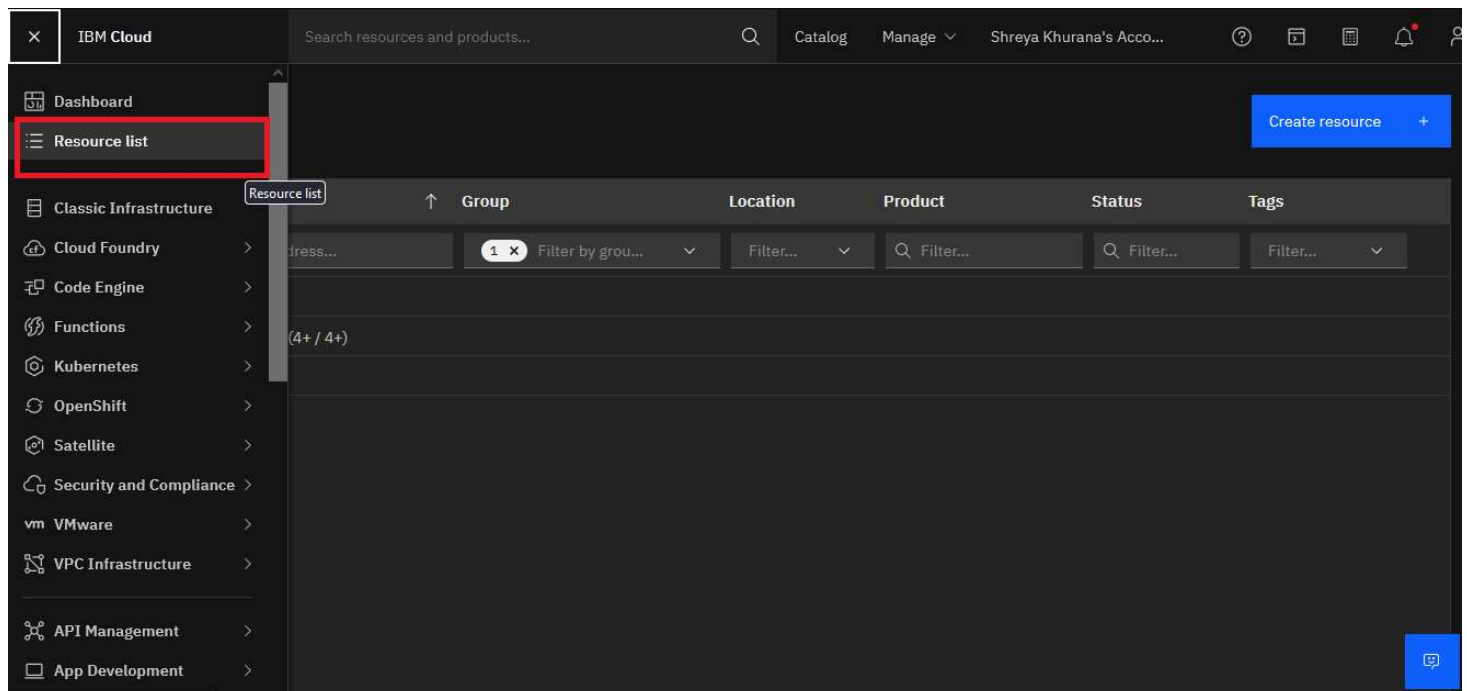 IBM Cloud Search resources and products... Catalog Manage Shreya Khurana's Acco...
Dashboard
Create resource +
Resource list
Resource list
Group Location Product Status Tags
Classic Infrastructure
dress... 1 × Filter by grou... Filter... Filter... Filter... Filter...
Cloud Foundry
Code Engine
Functions
(4+ / 4+)
Kubernetes
OpenShift
Satellite
Security and Compliance
vm VMware
VPC Infrastructure
API Management
App Development